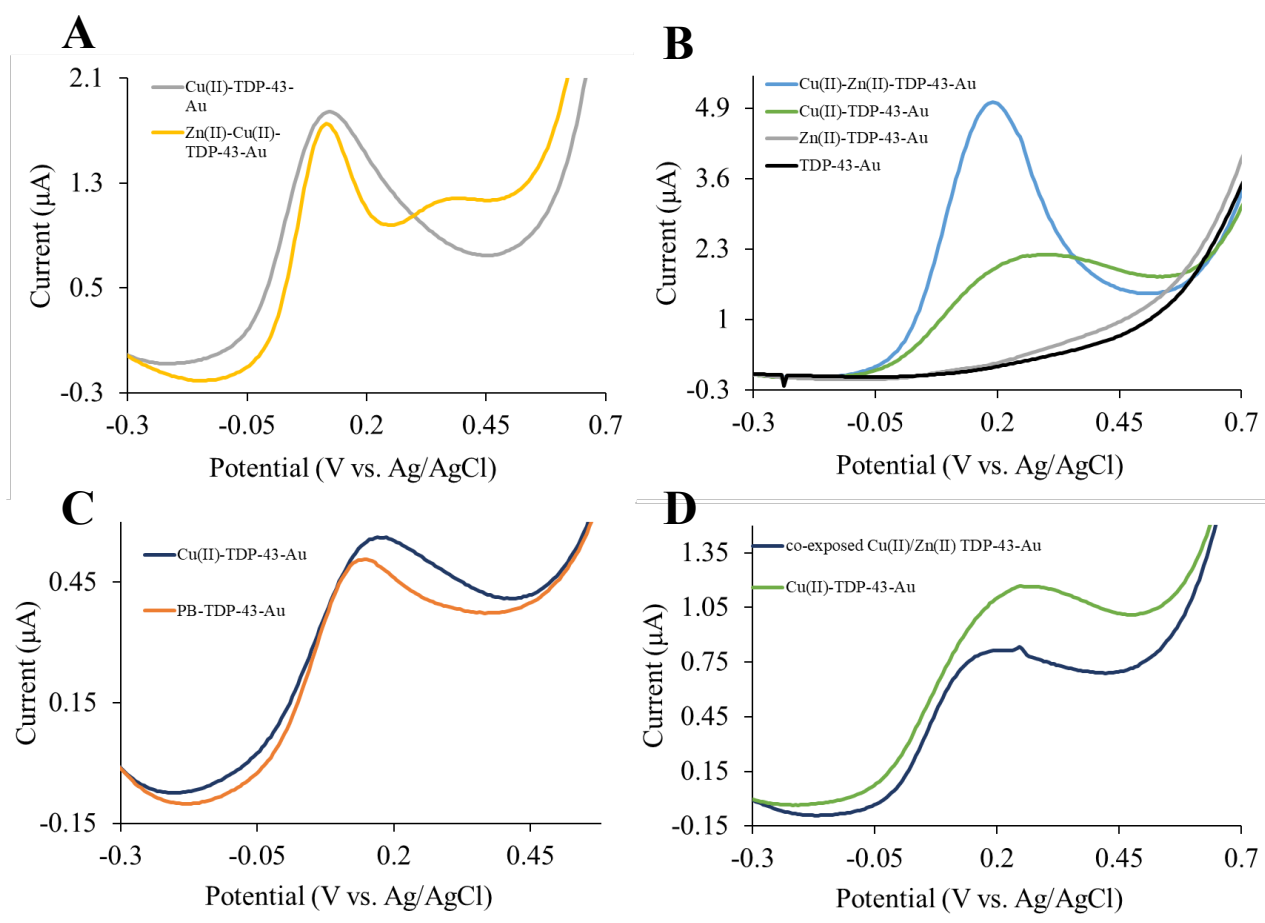 A
Cu(II)-TDP-43-
Au
Zn(II)-Cu(II)-
TDP-43-Au
2.1
1.3
0.5
-0.3
Current (µA)
-0.3 -0.05 0.2 0.45 0.7
Potential (V vs. Ag/AgCl)
B
Cu(II)-Zn(II)-TDP-43-Au
Cu(II)-TDP-43-Au
Zn(II)-TDP-43-Au
TDP-43-Au
4.9
3.6
2.3
1
-0.3
Current (µA)
-0.3 -0.05 0.2 0.45 0.7
Potential (V vs. Ag/AgCl)
C
Cu(II)-TDP-43-Au
PB-TDP-43-Au
0.45
0.15
-0.15
Current (µA)
-0.3 -0.05 0.2 0.45
Potential (V vs. Ag/AgCl)
D
co-exposed Cu(II)/Zn(II) TDP-43-Au
Cu(II)-TDP-43-Au
1.35
1.05
0.75
0.45
0.15
-0.15
Current (µA)
-0.3 -0.05 0.2 0.45 0.7
Potential (V vs. Ag/AgCl)